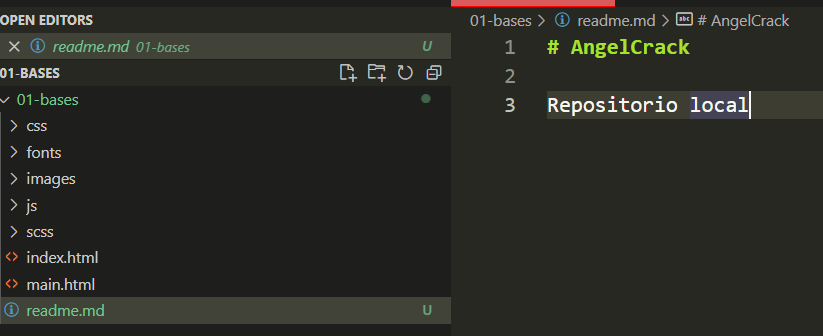 OPEN EDITORS
readme.md 01-bases U
01-BASES
01-bases
css
fonts
images
js
scss
index.html
main.html
readme.md U
01-bases > readme.md > abc # AngelCrack
1 # AngelCrack
2
3 Repositorio local